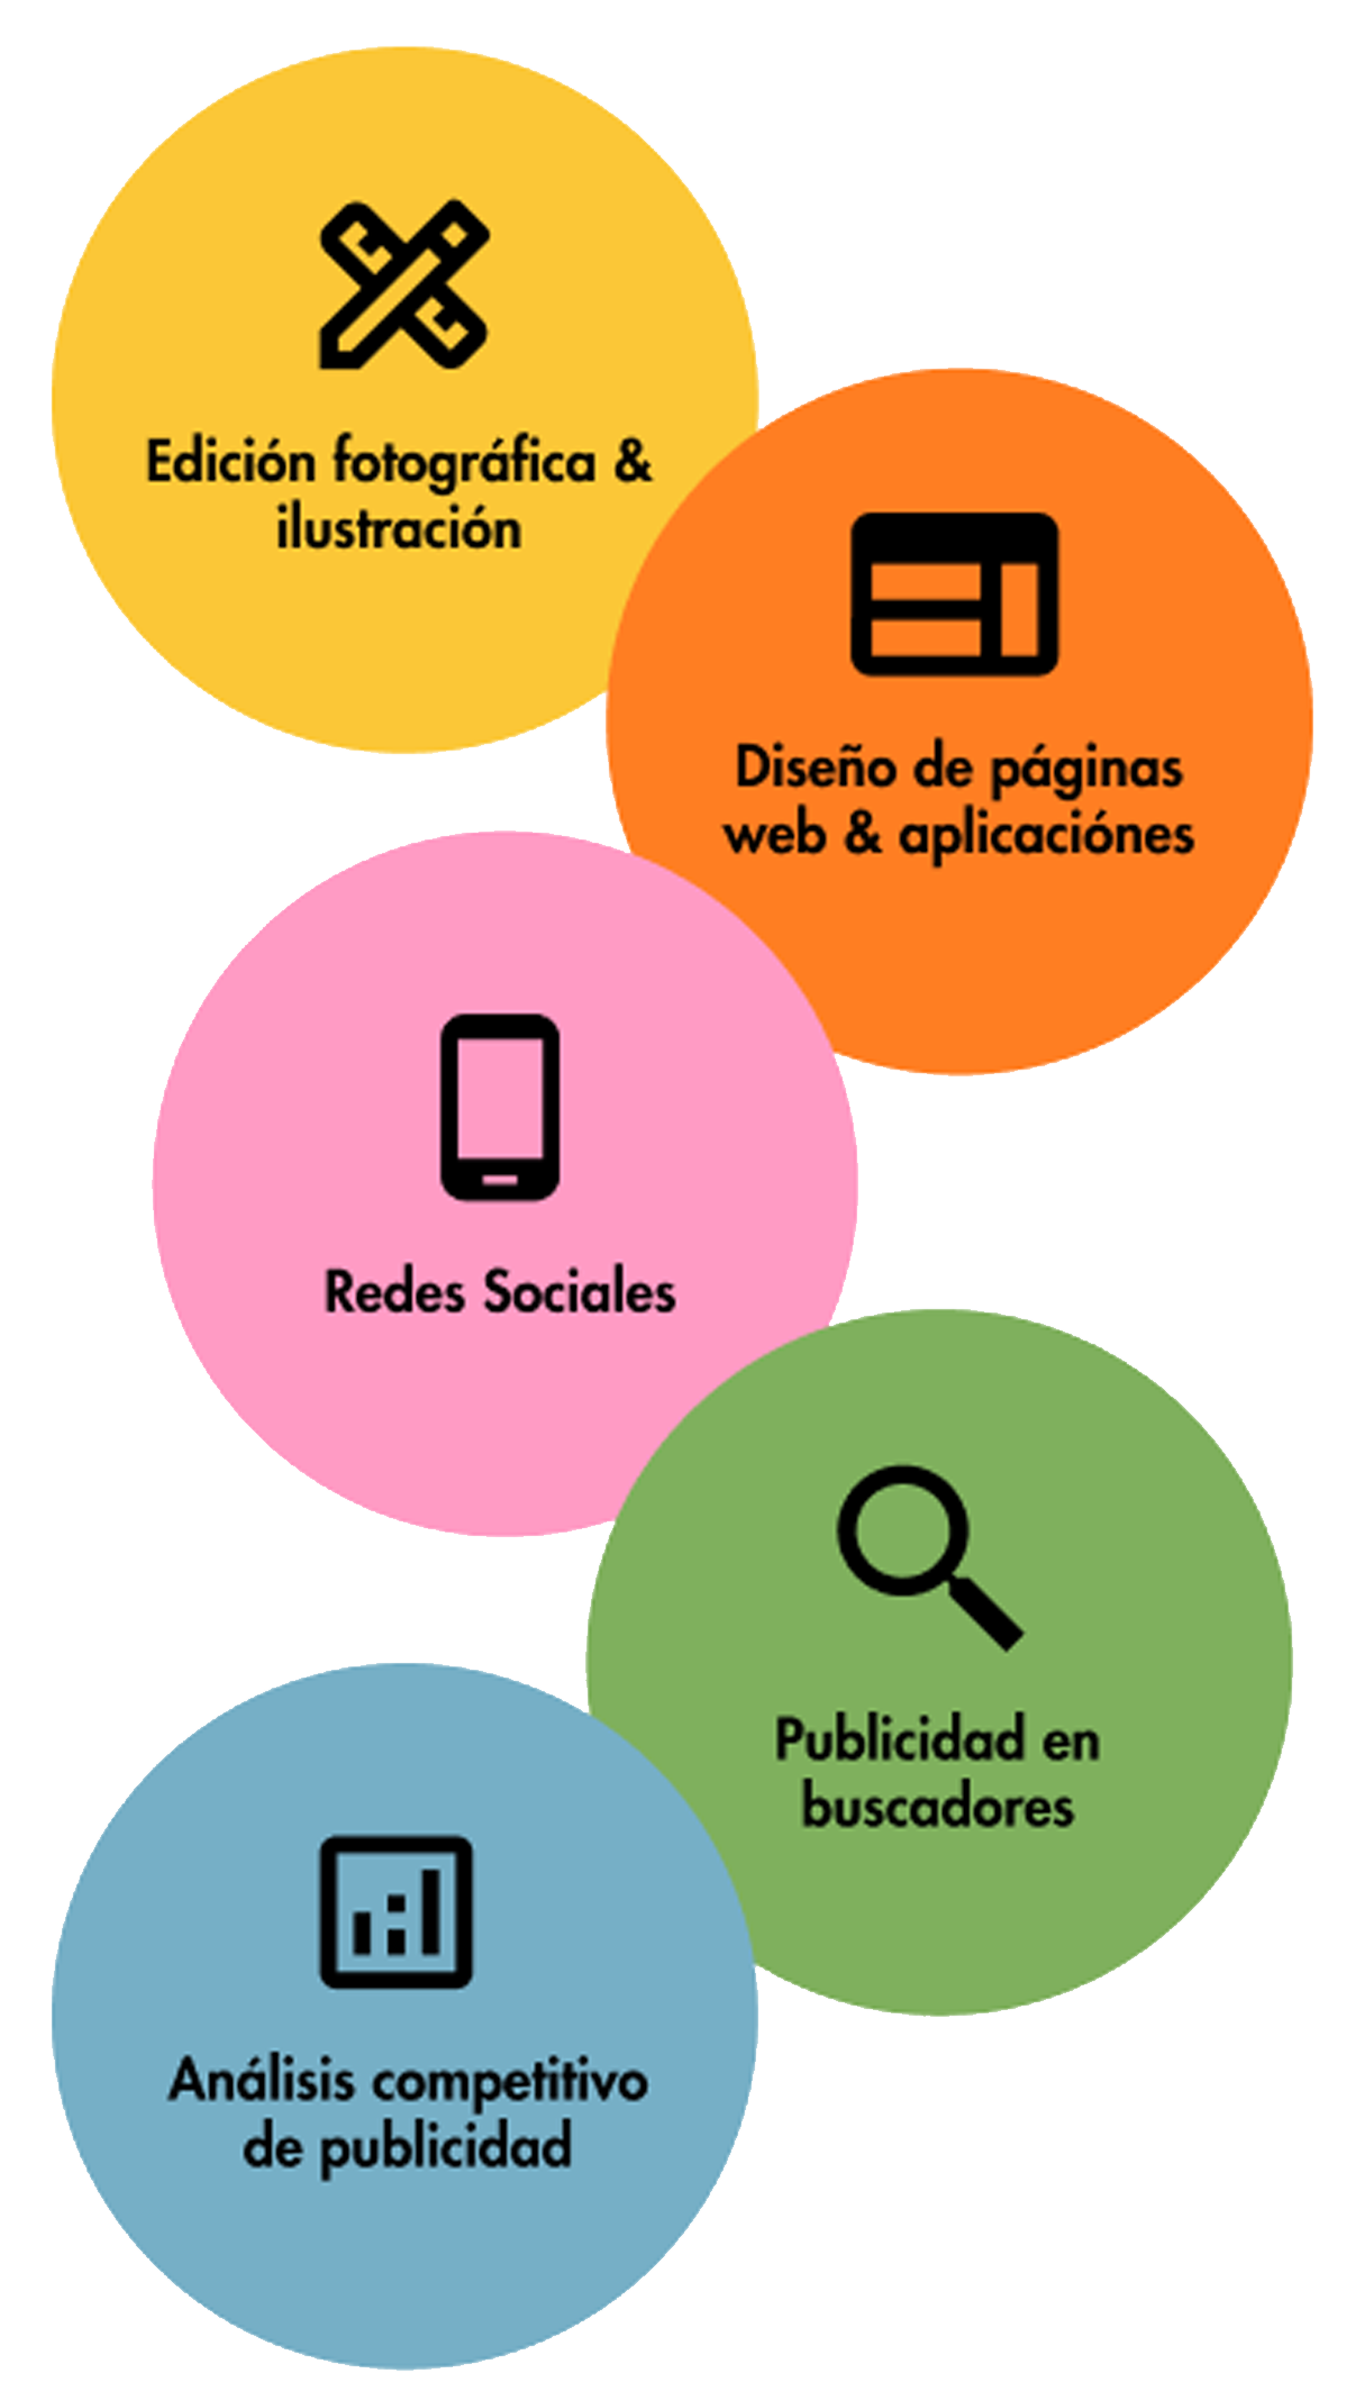 Edición fotográfica &
ilustración
Diseño de páginas
web & aplicaciónes
Redes Sociales
Publicidad en
buscadores
Análisis competitivo
de publicidad